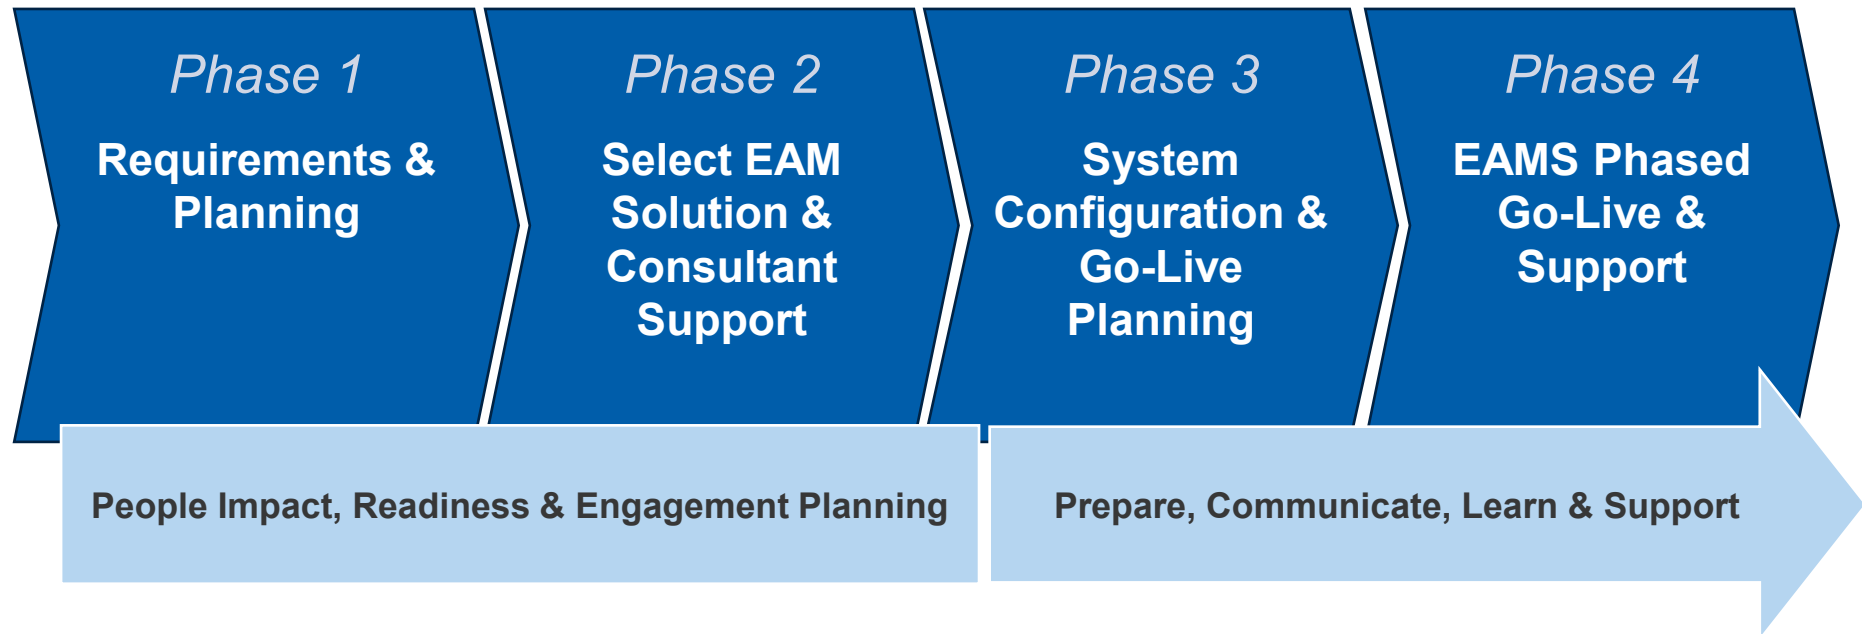 Phase 1
Requirements &
Planning
Phase 2
Select EAM
Solution &
Consultant
Support
Phase 3
System
Configuration &
Go-Live
Planning
Phase 4
EAMS Phased
Go-Live &
Support
People Impact, Readiness & Engagement Planning
Prepare, Communicate, Learn & Support